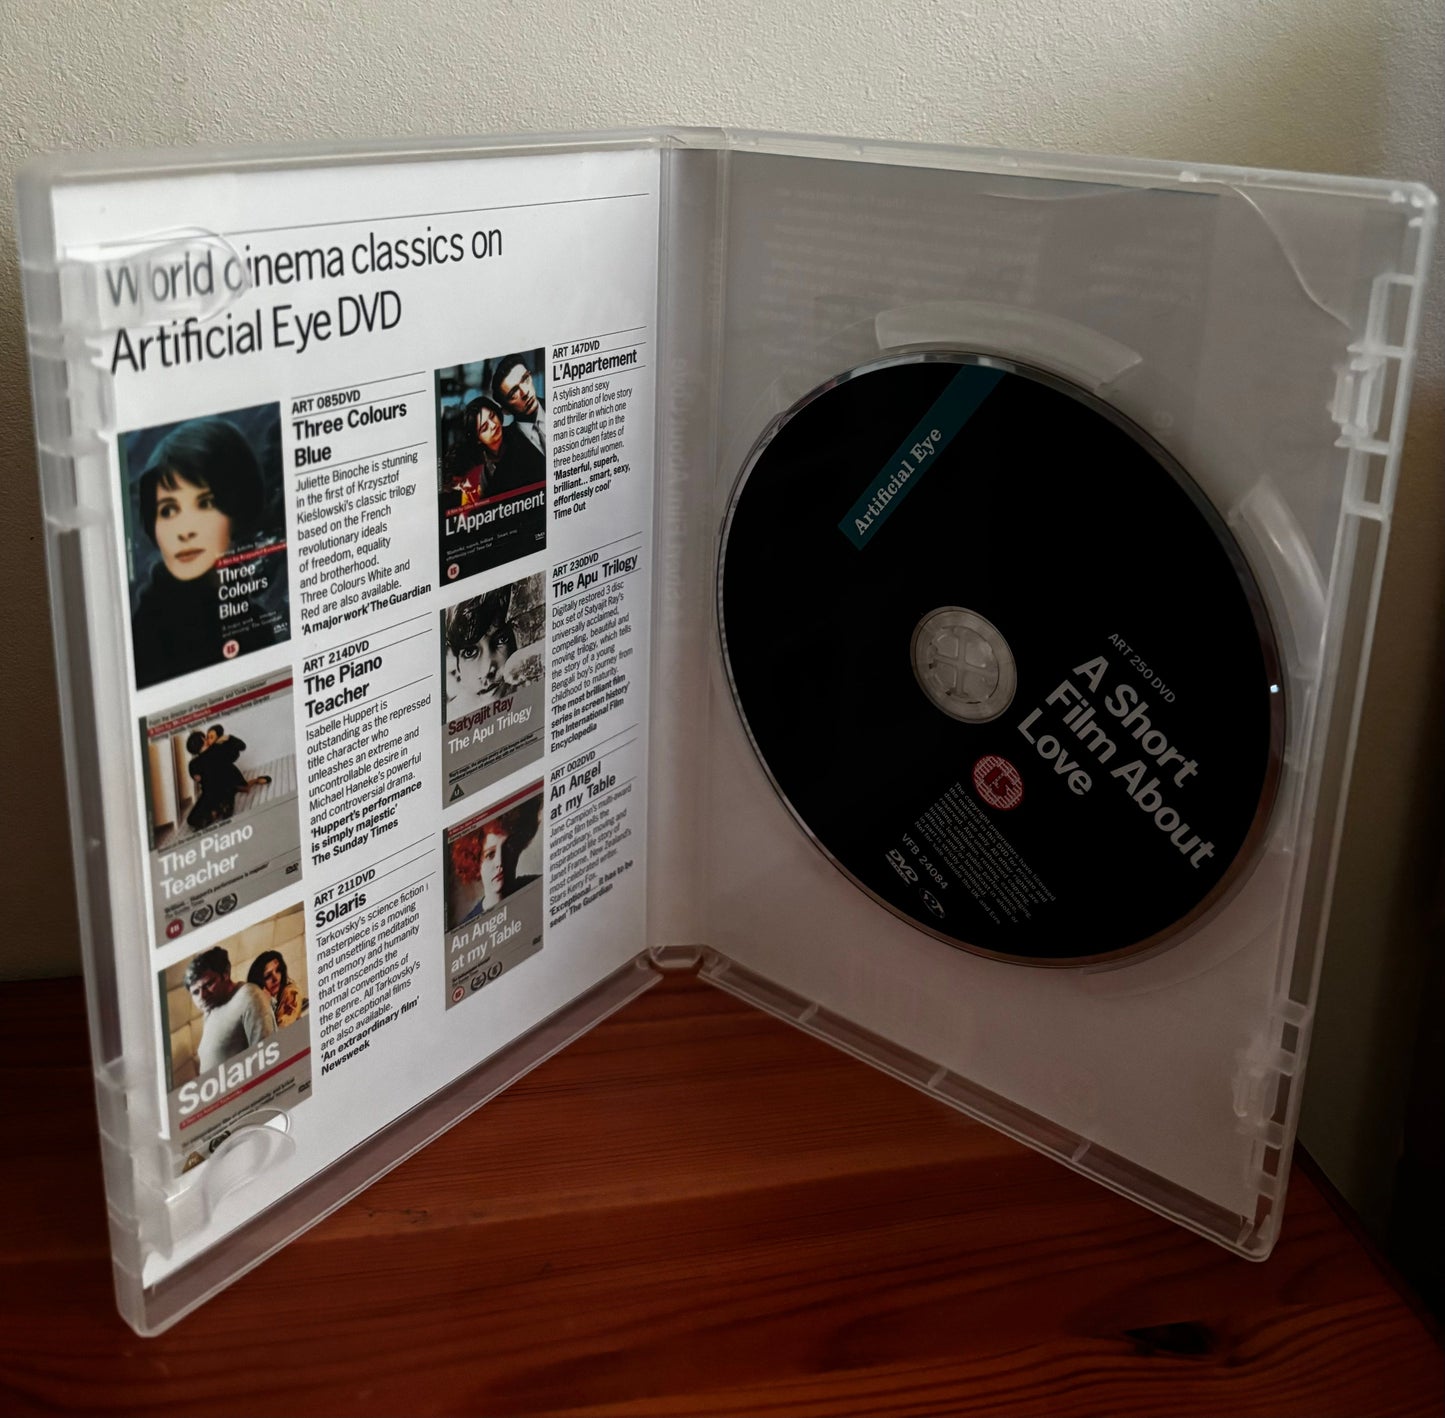 World cinema classics on
Artificial Eye DVD
ART 085DVD
Three Colours
Blue
Juliette Binoche is stunning
in the first of Krzysztof
Kieślowski's classic trilogy
based on the French
revolutionary ideals
of freedom, equality
and brotherhood.
Three Colours White and
Red are also available.
'A major work' The Guardian
Three
Colours
Blue
ART 214DVD
The Piano
Teacher
Isabelle Huppert is
outstanding as the repressed
title character who
unleashes an extreme and
uncontrollable desire in
Michael Haneke's powerful
and controversial drama.
'Huppert's performance
is simply majestic'
The Sunday Times
The Piano
Teacher
ART 211DVD
Solaris
Tarkovsky's science fiction
masterpiece is a moving
and unsettling meditation
on memory and humanity
that transcends the
normal conventions of
the genre. All Tarkovsky's
other exceptional films
are also available.
'An extraordinary film'
Newsweek
Solaris
ART 147DVD
L'Appartement
A stylish and sexy
combination of love story
and thriller in which one
man is caught up in the
passion driven fates of
three beautiful women.
'Masterful, superb,
brilliant... smart, sexy,
effortlessly cool'
Time Out
L'Appartement
ART 230DVD
The Apu Trilogy
Digitally restored 3 disc
box set of Satyajit Ray's
universally acclaimed,
compelling, beautiful and
moving trilogy, which tells
the story of a young
Bengali boy's journey from
childhood to maturity.
'The most brilliant film
series in screen history'
The International Film
Encyclopedia
Satyajit Ray
The Apu Trilogy
ART 002DVD
An Angel
at my Table
Jane Campion's multi-award
winning film tells the
extraordinary, moving and
inspirational life story of
Janet Frame, New Zealand's
most celebrated writer.
Stars Kerry Fox.
'Exceptional... it has to be
seen' The Guardian
An Angel
at my Table
Artificial Eye
ART 250 DVD
A Short
Film About
Love
VFB 24084
DVD